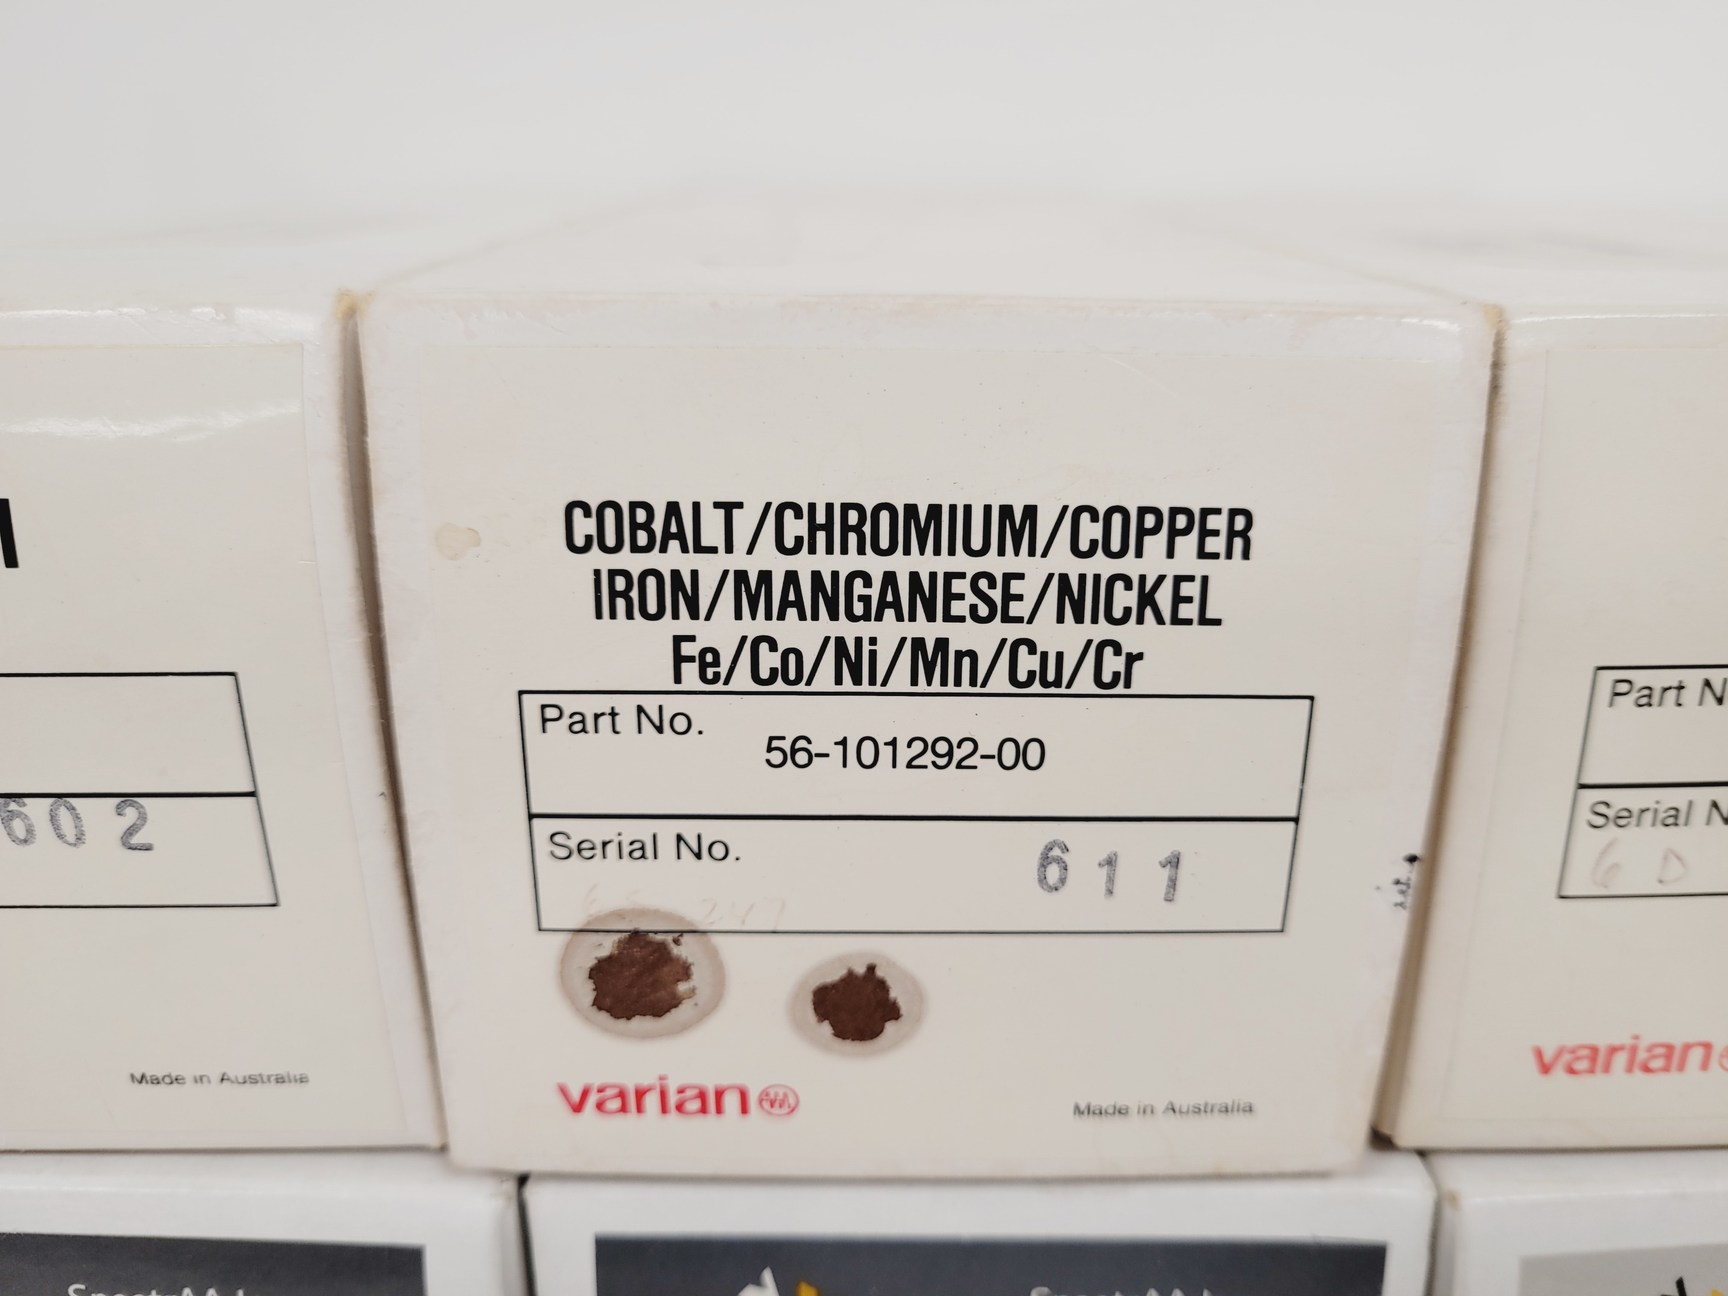 COBALT/CHROMIUM/COPPER
IRON/MANGANESE/NICKEL
Fe/Co/Ni/Mn/Cu/Cr
Part No.
56-101292-00
Serial No.
611
varian
Made in Australia
602
Made in Australia
Part N
Serial N
6 D
varian